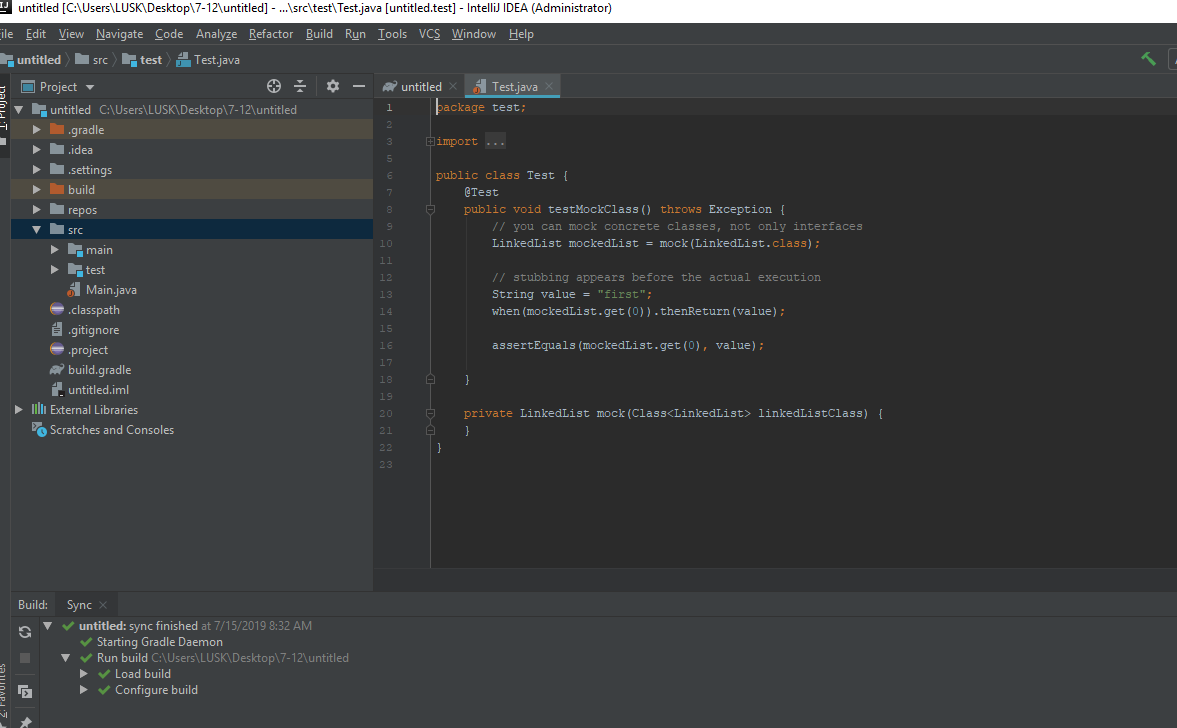 untitled [C:\Users\LUSK\Desktop\7-12\untitled] - ...\src\test\Test.java [untitled.test] - IntelliJ IDEA (Administrator)
ile Edit View Navigate Code Analyze Refactor Build Run Tools VCS Window Help
untitled src test Test.java
1: Project
Project
untitled C:\Users\LUSK\Desktop\7-12\untitled
.gradle
.idea
.settings
build
repos
src
main
test
Main.java
.classpath
.gitignore
.project
build.gradle
untitled.iml
External Libraries
Scratches and Consoles
untitled Test.java
1 package test;
2
3 import ...
5
6 public class Test {
7 @Test
8 public void testMockClass() throws Exception {
9 // you can mock concrete classes, not only interfaces
10 LinkedList mockedList = mock(LinkedList.class);
11
12 // stubbing appears before the actual execution
13 String value = "first";
14 when(mockedList.get(0)).thenReturn(value);
15
16 assertEquals(mockedList.get(0), value);
17
18 }
19
20 private LinkedList mock(Class<LinkedList> linkedListClass) {
21 }
22 }
23
Build: Sync
untitled: sync finished at 7/15/2019 8:32 AM
Starting Gradle Daemon
Run build C:\Users\LUSK\Desktop\7-12\untitled
Load build
Configure build
2: Favorites